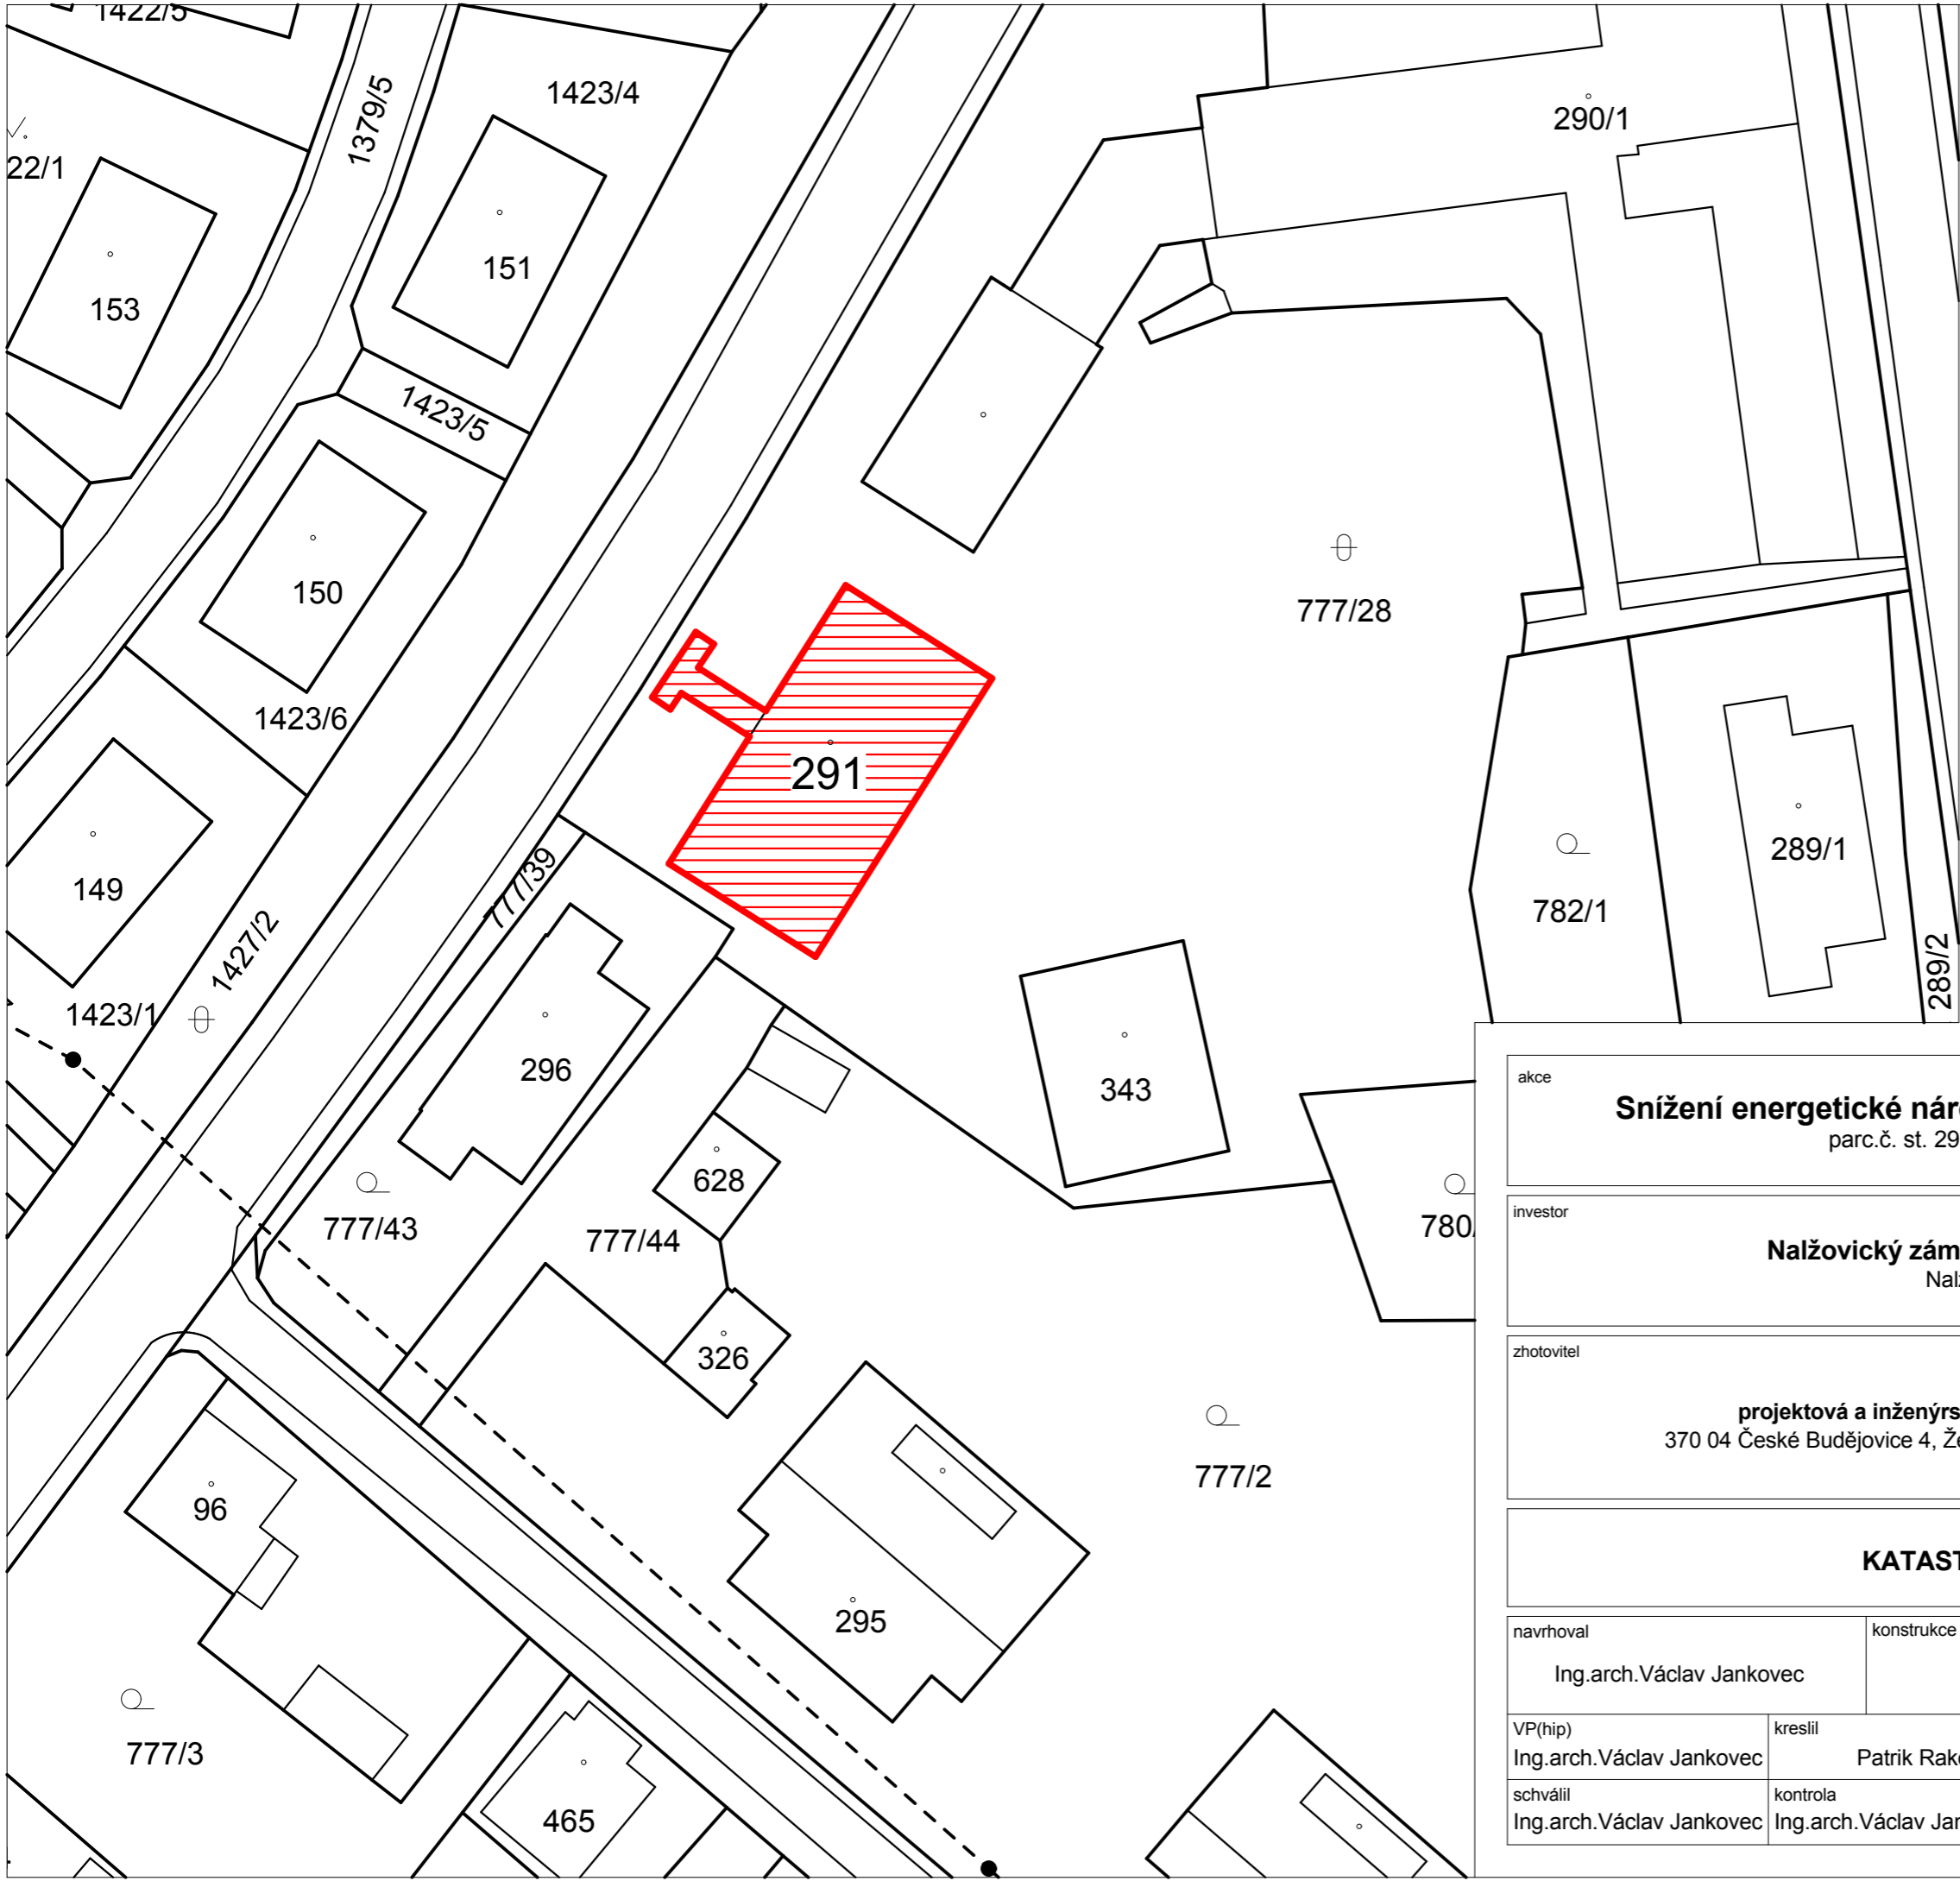 1422/5
1379/5
1423/4
290/1
22/1
153
151
1423/5
150
777/28
1423/6
291
289/1
149
777/39
782/1
1427/2
289/2
1423/1
296
343
628
777/43
777/44
780/
326
777/2
96
295
777/3
465
akce
Snížení energetické nár
parc.č. st. 29
investor
Nalžovický zám
Nal
zhotovitel
projektová a inženýrs
370 04 České Budějovice 4, Ž
KATAST
navrhoval
konstrukce
Ing.arch.Václav Jankovec
VP(hip)
kreslil
Ing.arch.Václav Jankovec
Patrik Rak
schválil
kontrola
Ing.arch.Václav Jankovec
Ing.arch.Václav Jan